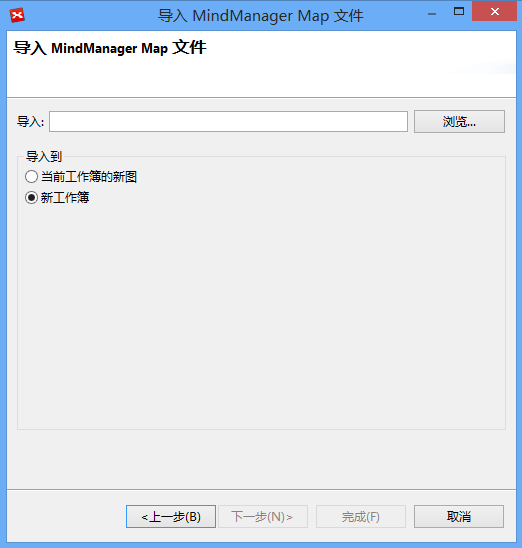 导入 MindManager Map 文件
导入 MindManager Map 文件
导入: 浏览...
导入到
当前工作簿的新图
新工作簿
<上一步(B) 下一步(N)> 完成(F) 取消